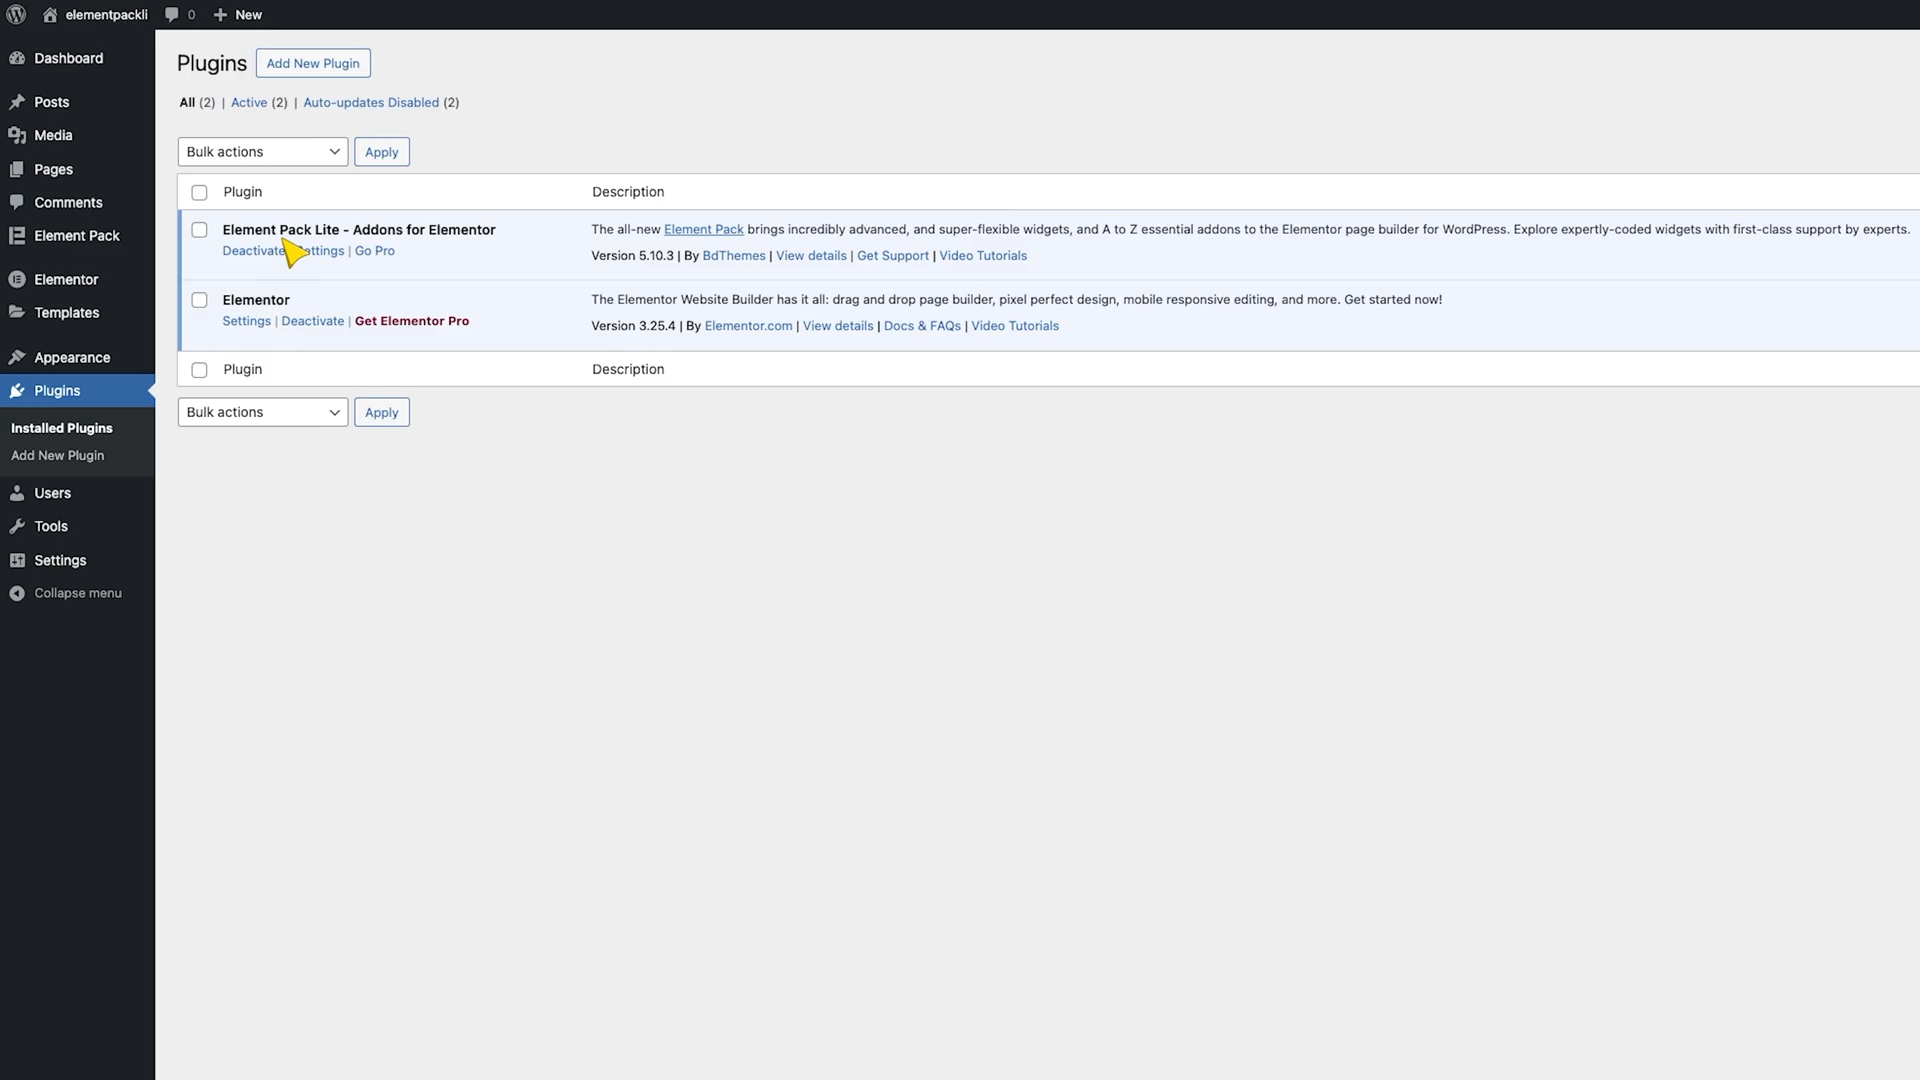 elementpackli 0 New
Dashboard
Posts
Media
Pages
Comments
Element Pack
Elementor
Templates
Appearance
Plugins
Installed Plugins
Add New Plugin
Users
Tools
Settings
Collapse menu
Plugins Add New Plugin
All (2) | Active (2) | Auto-updates Disabled (2)
Bulk actions Apply
Plugin Description
Element Pack Lite - Addons for Elementor
Deactivate Settings | Go Pro
The all-new Element Pack brings incredibly advanced, and super-flexible widgets, and A to Z essential addons to the Elementor page builder for WordPress. Explore expertly-coded widgets with first-class support by experts.
Version 5.10.3 | By BdThemes | View details | Get Support | Video Tutorials
Elementor
Settings | Deactivate | Get Elementor Pro
The Elementor Website Builder has it all: drag and drop page builder, pixel perfect design, mobile responsive editing, and more. Get started now!
Version 3.25.4 | By Elementor.com | View details | Docs & FAQs | Video Tutorials
Plugin Description
Bulk actions Apply